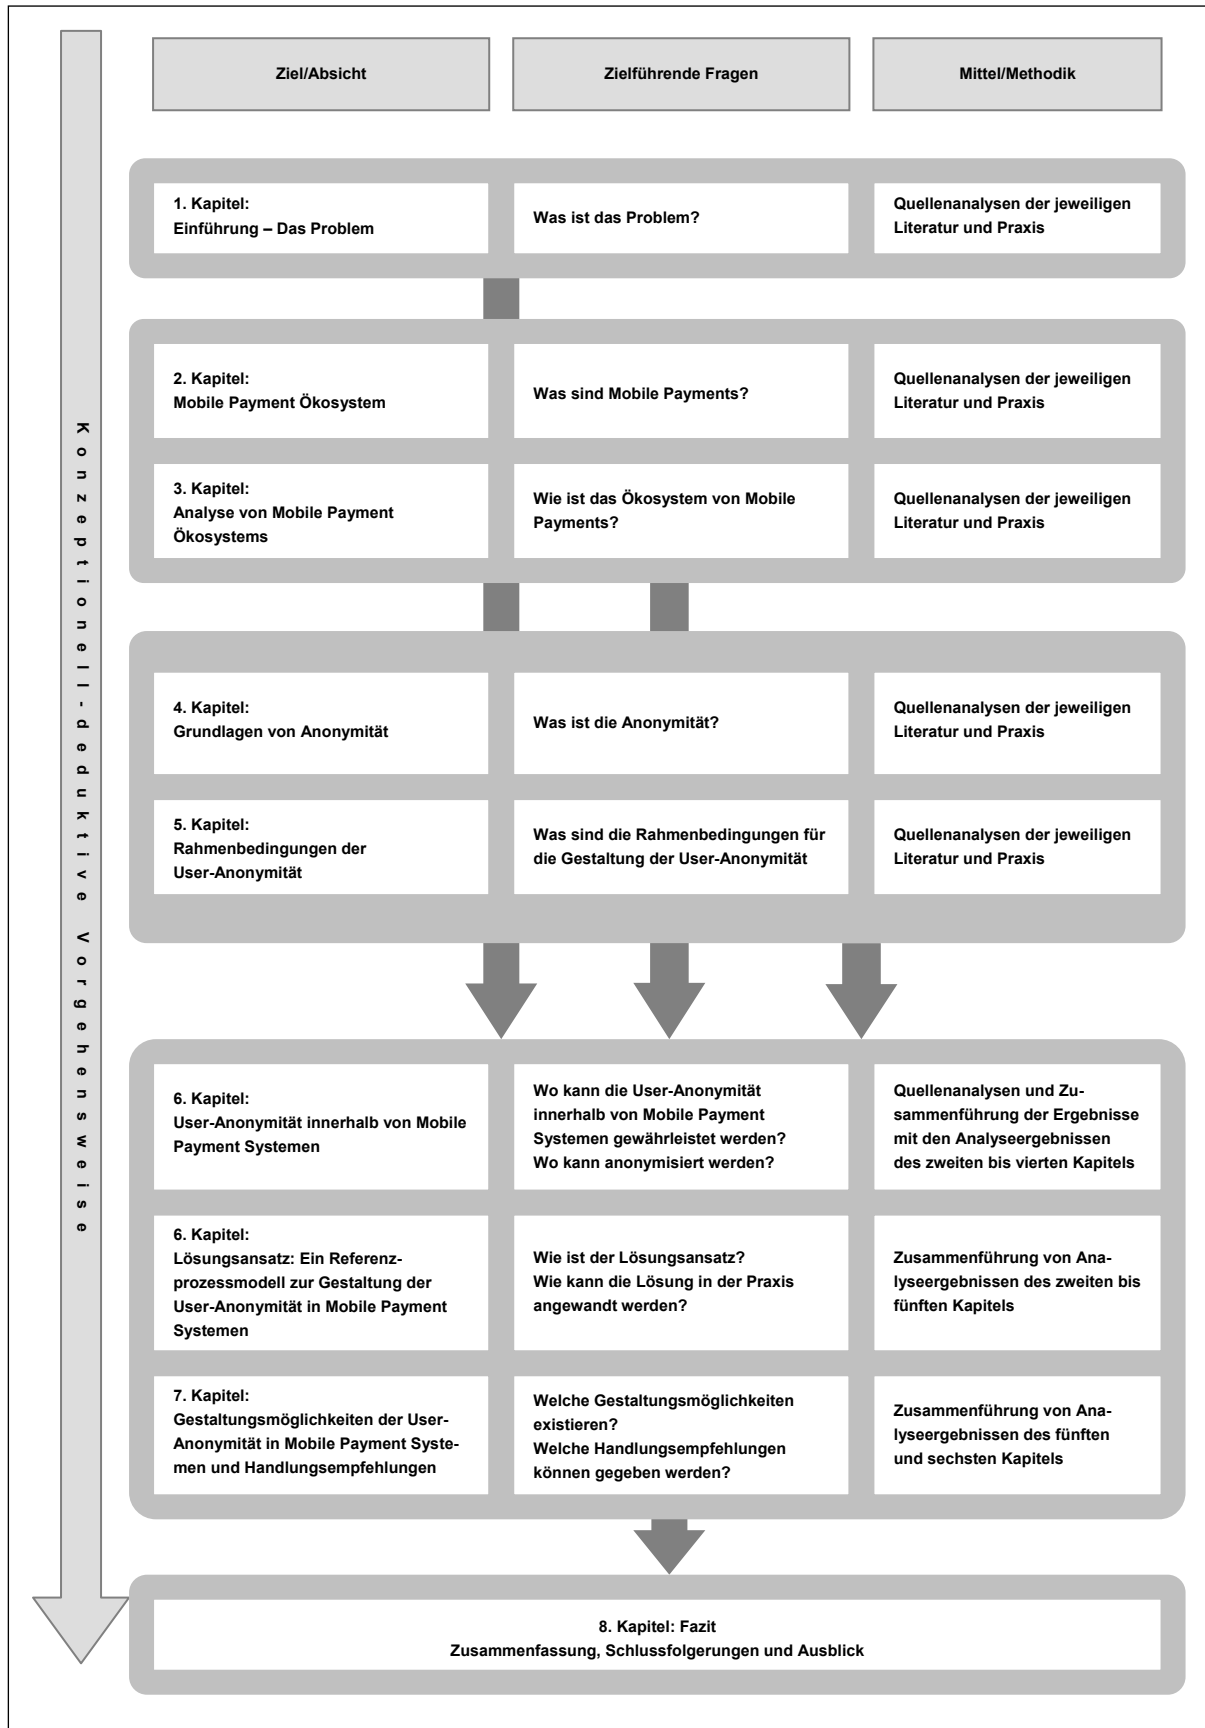 Ziel/Absicht
Zielführende Fragen
Mittel/Methodik
Konzeptionell-deduktive Vorgehensweise
1. Kapitel:
Einführung – Das Problem
Was ist das Problem?
Quellenanalysen der jeweiligen
Literatur und Praxis
2. Kapitel:
Mobile Payment Ökosystem
Was sind Mobile Payments?
Quellenanalysen der jeweiligen
Literatur und Praxis
3. Kapitel:
Analyse von Mobile Payment
Ökosystems
Wie ist das Ökosystem von Mobile
Payments?
Quellenanalysen der jeweiligen
Literatur und Praxis
4. Kapitel:
Grundlagen von Anonymität
Was ist die Anonymität?
Quellenanalysen der jeweiligen
Literatur und Praxis
5. Kapitel:
Rahmenbedingungen der
User-Anonymität
Was sind die Rahmenbedingungen für
die Gestaltung der User-Anonymität
Quellenanalysen der jeweiligen
Literatur und Praxis
6. Kapitel:
User-Anonymität innerhalb von Mobile
Payment Systemen
Wo kann die User-Anonymität
innerhalb von Mobile Payment
Systemen gewährleistet werden?
Wo kann anonymisiert werden?
Quellenanalysen und Zu-
sammenführung der Ergebnisse
mit den Analyseergebnissen
des zweiten bis vierten Kapitels
6. Kapitel:
Lösungsansatz: Ein Referenz-
prozessmodell zur Gestaltung der
User-Anonymität in Mobile Payment
Systemen
Wie ist der Lösungsansatz?
Wie kann die Lösung in der Praxis
angewandt werden?
Zusammenführung von Ana-
lyseergebnissen des zweiten bis
fünften Kapitels
7. Kapitel:
Gestaltungsmöglichkeiten der User-
Anonymität in Mobile Payment Syste-
men und Handlungsempfehlungen
Welche Gestaltungsmöglichkeiten
existieren?
Welche Handlungsempfehlungen
können gegeben werden?
Zusammenführung von Ana-
lyseergebnissen des fünften
und sechsten Kapitels
8. Kapitel: Fazit
Zusammenfassung, Schlussfolgerungen und Ausblick